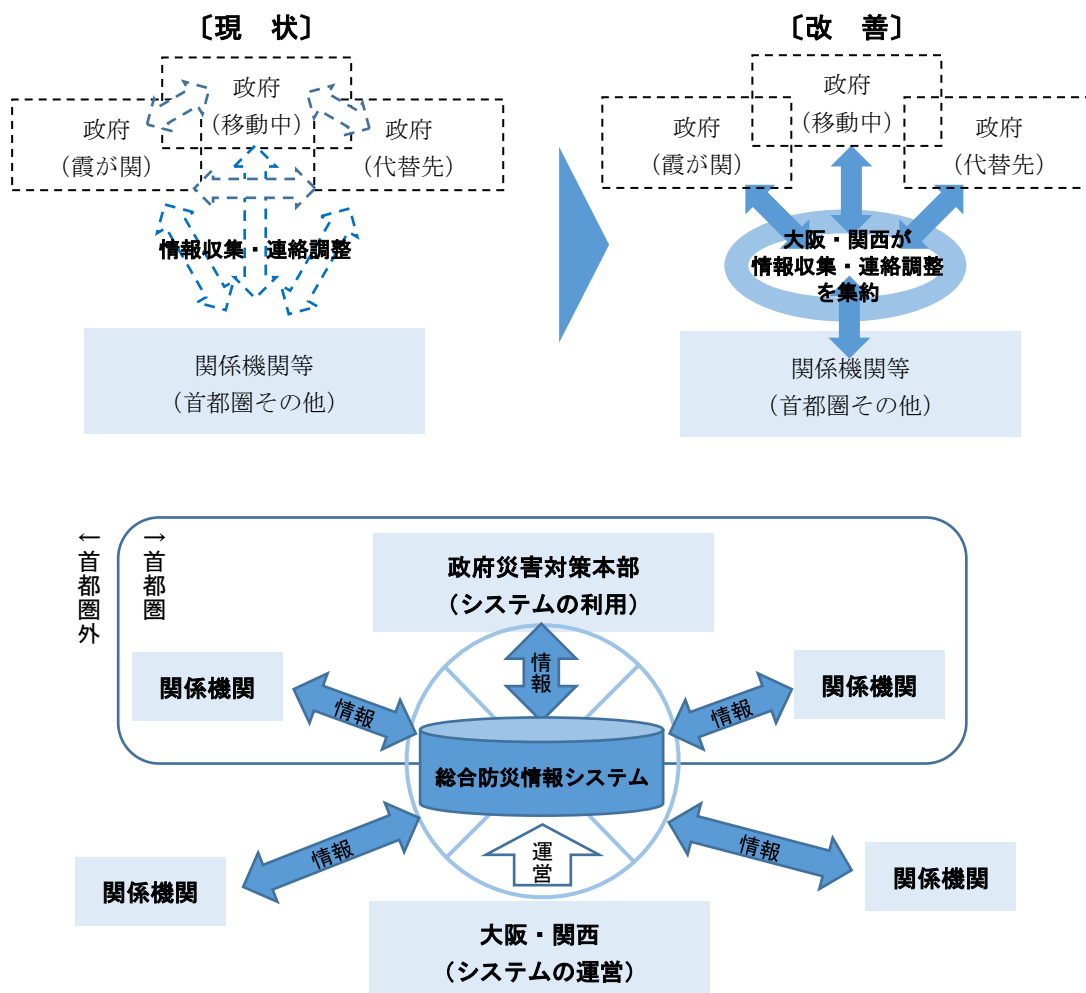 〔現　状〕
政府
（移動中）
政府
（霞が関）
政府
（代替先）
情報収集・連絡調整
関係機関等
（首都圏その他）
〔改　善〕
政府
（移動中）
政府
（霞が関）
政府
（代替先）
大阪・関西が
情報収集・連絡調整
を集約
関係機関等
（首都圏その他）
←首都圏外
→首都圏
政府災害対策本部
（システムの利用）
関係機関
情報
情報
情報
関係機関
総合防災情報システム
関係機関
情報
運営
情報
関係機関
大阪・関西
（システムの運営）